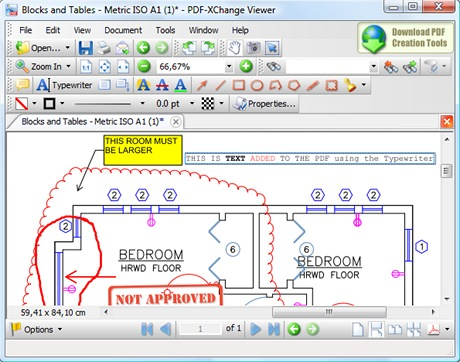 Blocks and Tables - Metric ISO A1 (1)* - PDF-XChange Viewer
File Edit View Document Tools Window Help
Open...
Download PDF
Creation Tools
Zoom In
66,67%
Typewriter
0.0 pt
Properties...
Blocks and Tables - Metric ISO A1 (1)*
THIS ROOM MUST
BE LARGER
THIS IS TEXT ADDED TO THE PDF using the Typewriter
2 2 2 2 2 2
2
6
6
1
BEDROOM
HRWD FLOOR
BEDROOM
HRWD FLOOR
NOT APPROVED
59,41 x 84,10 cm
Options
1 of 1